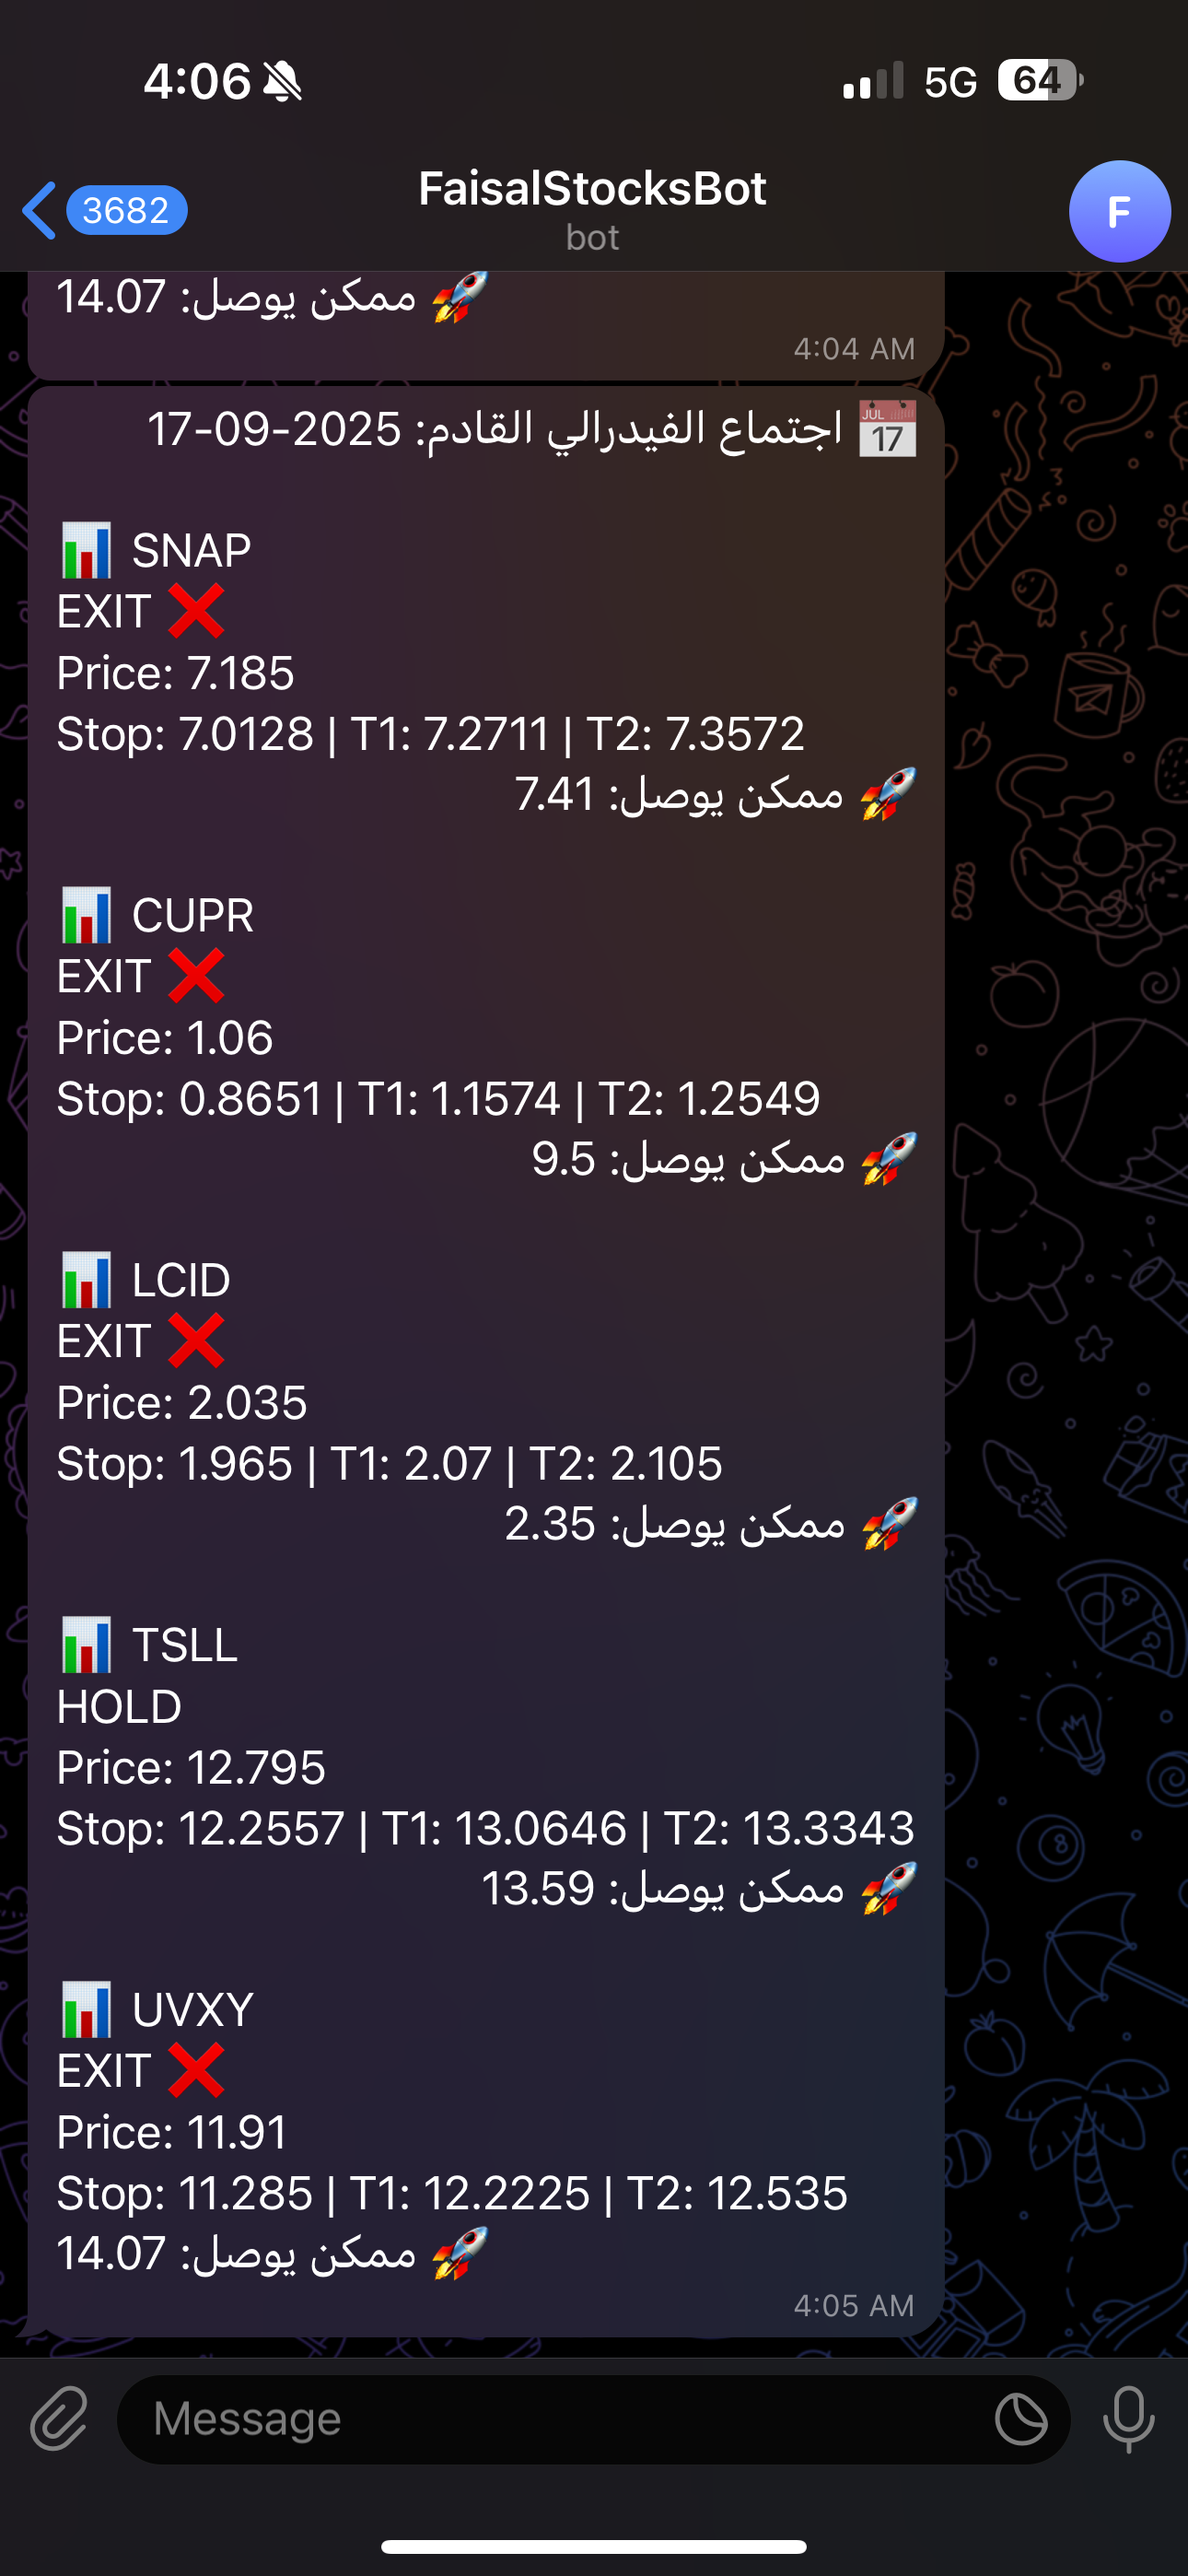 4:06
5G
64
3682
FaisalStocksBot
bot
F
🚀 ممكن يوصل: 14.07
4:04 AM
📅 اجتماع الفيدرالي القادم: 2025-09-17
📊 SNAP
EXIT ❌
Price: 7.185
Stop: 7.0128 | T1: 7.2711 | T2: 7.3572
🚀 ممكن يوصل: 7.41
📊 CUPR
EXIT ❌
Price: 1.06
Stop: 0.8651 | T1: 1.1574 | T2: 1.2549
🚀 ممكن يوصل: 9.5
📊 LCID
EXIT ❌
Price: 2.035
Stop: 1.965 | T1: 2.07 | T2: 2.105
🚀 ممكن يوصل: 2.35
📊 TSLL
HOLD
Price: 12.795
Stop: 12.2557 | T1: 13.0646 | T2: 13.3343
🚀 ممكن يوصل: 13.59
📊 UVXY
EXIT ❌
Price: 11.91
Stop: 11.285 | T1: 12.2225 | T2: 12.535
🚀 ممكن يوصل: 14.07
4:05 AM
Message